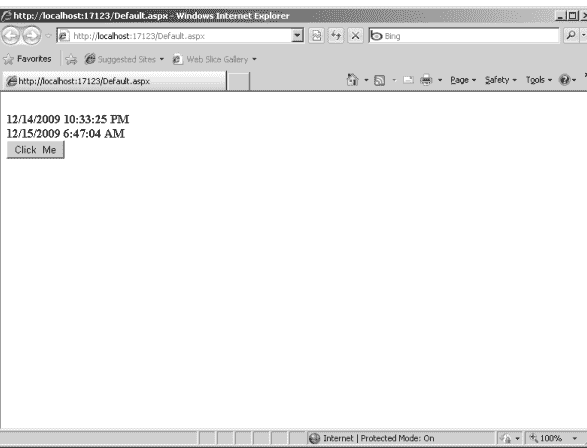 http://localhost:17123/Default.aspx - Windows Internet Explorer
http://localhost:17123/Default.aspx
Bing
Favorites
Suggested Sites
Web Slice Gallery
http://localhost:17123/Default.aspx
Page
Safety
Tools
12/14/2009 10:33:25 PM
12/15/2009 6:47:04 AM
Click Me
Internet | Protected Mode: On
100%